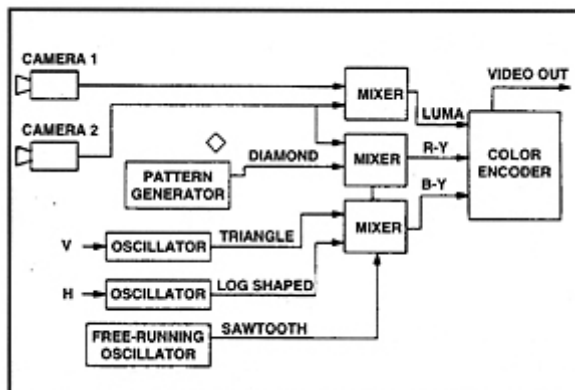 CAMERA 1
VIDEO OUT
MIXER
LUMA
CAMERA 2
COLOR
ENCODER
R-Y
DIAMOND
MIXER
PATTERN
GENERATOR
B-Y
V
OSCILLATOR
TRIANGLE
MIXER
H
OSCILLATOR
LOG SHAPED
FREE-RUNNING
OSCILLATOR
SAWTOOTH